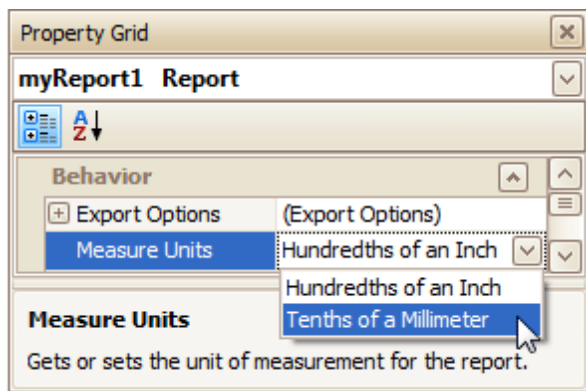 Property Grid
myReport1 Report
A
Z
Behavior
Export Options (Export Options)
Measure Units Hundredths of an Inch
Hundredths of an Inch
Tenths of a Millimeter
Measure Units
Gets or sets the unit of measurement for the report.